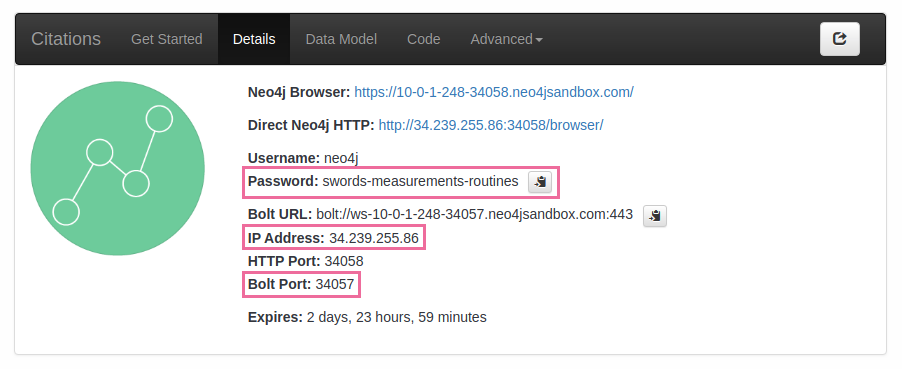 Citations Get Started Details Data Model Code Advanced
Neo4j Browser: https://10-0-1-248-34058.neo4jsandbox.com/
Direct Neo4j HTTP: http://34.239.255.86:34058/browser/
Username: neo4j
Password: swords-measurements-routines
Bolt URL: bolt://ws-10-0-1-248-34057.neo4jsandbox.com:443
IP Address: 34.239.255.86
HTTP Port: 34058
Bolt Port: 34057
Expires: 2 days, 23 hours, 59 minutes